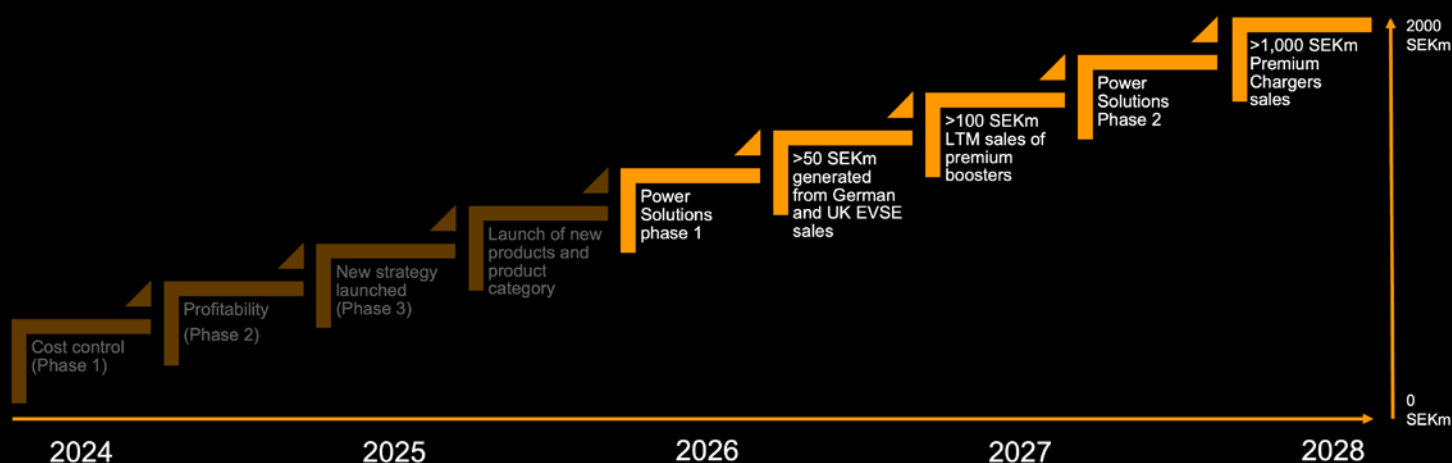 Cost control
(Phase 1)
Profitability
(Phase 2)
New strategy
launched
(Phase 3)
Launch of new
products and
product
category
Power
Solutions
phase 1
>50 SEKm
generated
from German
and UK EVSE
sales
>100 SEKm
LTM sales of
premium
boosters
Power
Solutions
Phase 2
>1,000 SEKm
Premium
Chargers
sales
2000
SEKm
0
SEKm
2024
2025
2026
2027
2028